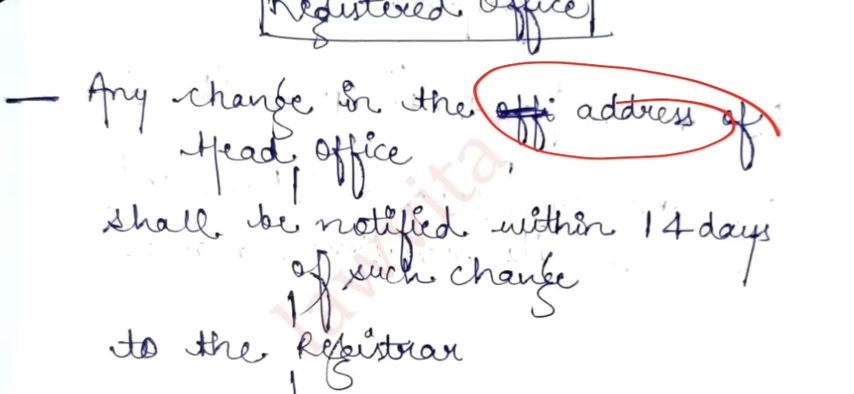 Registered Office
— Any change in the address of
Head office
shall be notified within 14 days
of such change
to the Registrar